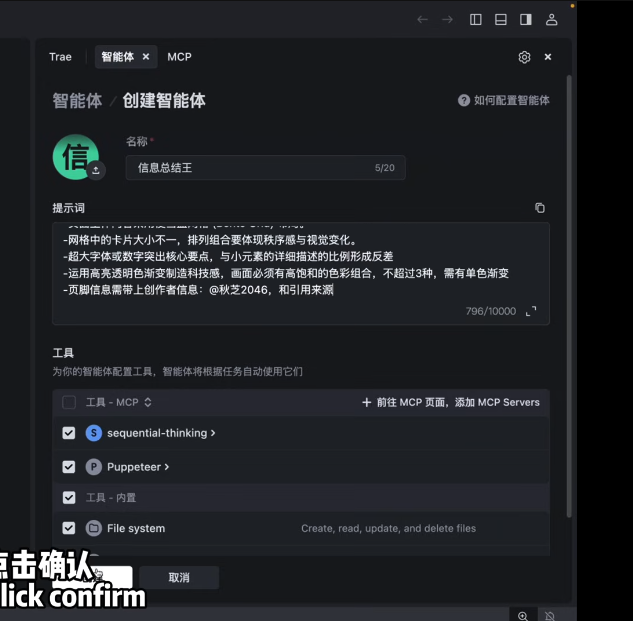 Trae
智能体
MCP
智能体 / 创建智能体
如何配置智能体
信
名称*
信息总结王
5/20
提示词
-网格中的卡片大小不一，排列组合要体现秩序感与视觉变化。
-超大字体或数字突出核心要点，与小元素的详细描述的比例形成反差
-运用高亮透明色渐变制造科技感，画面必须有高饱和的色彩组合，不超过3种，需有单色渐变
-页脚信息需带上创作者信息：@秋芝2046，和引用来源
796/10000
工具
为你的智能体配置工具，智能体将根据任务自动使用它们
工具 - MCP
+ 前往 MCP 页面，添加 MCP Servers
S sequential-thinking
P Puppeteer
工具 - 内置
File system
Create, read, update, and delete files
点击确认
取消
lick confirm